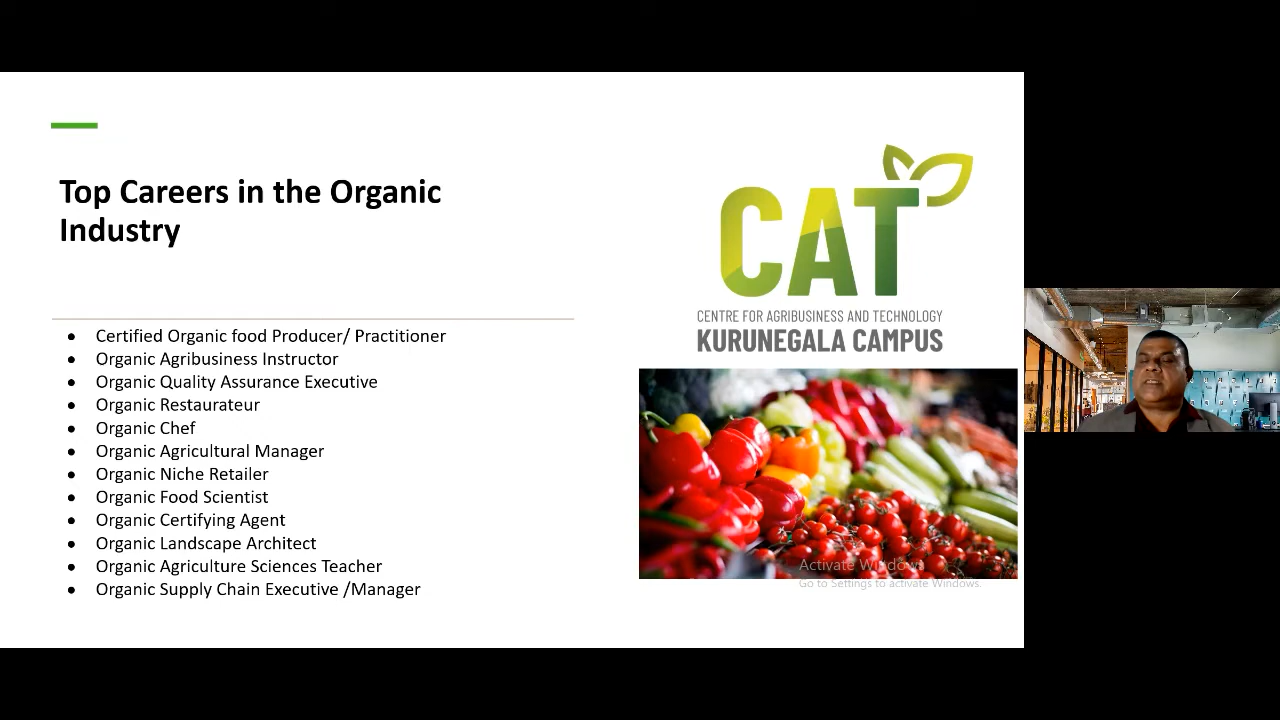 Top Careers in the Organic
Industry
● Certified Organic food Producer/ Practitioner
● Organic Agribusiness Instructor
● Organic Quality Assurance Executive
● Organic Restaurateur
● Organic Chef
● Organic Agricultural Manager
● Organic Niche Retailer
● Organic Food Scientist
● Organic Certifying Agent
● Organic Landscape Architect
● Organic Agriculture Sciences Teacher
● Organic Supply Chain Executive /Manager
CAT
CENTRE FOR AGRIBUSINESS AND TECHNOLOGY
KURUNEGALA CAMPUS
Activate Windows
Go to Settings to activate Windows.